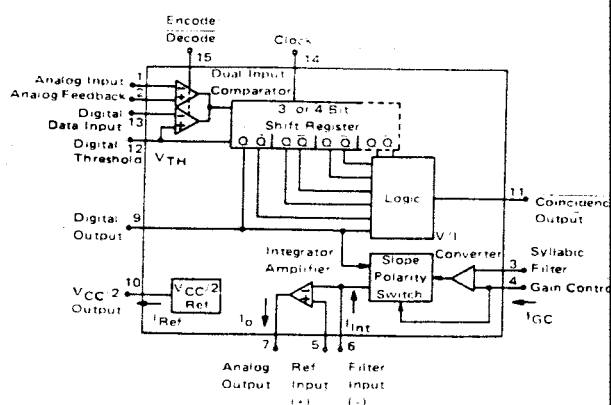 Encode/
Decode
15
Clock
14
Analog Input 1
Analog Feedback 2
Digital
Data Input 13
Digital
Threshold 12
VTH
Dual Input
Comparator
3 or 4 Bit
Shift Register
Q Q̅ Q Q̅ Q Q̅ Q Q̅
Logic
11 Coincidence
Output
Digital
Output 9
Integrator
Amplifier
V/I
Converter
Slope
Polarity
Switch
3 Syllabic
Filter
4 Gain Control
IGC
VCC/2
Output 10
IRef
VCC/2
Ref
Io
IInt
7 5 6
Analog
Output
Ref
Input
(+)
Filter
Input
(-)